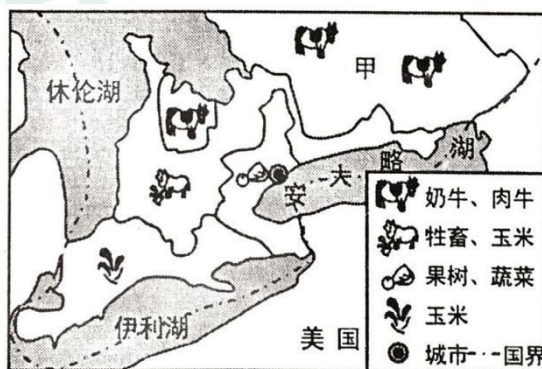 甲
休伦湖
安大略湖
伊利湖
美国
奶牛、肉牛
牲畜、玉米
果树、蔬菜
玉米
城市
国界